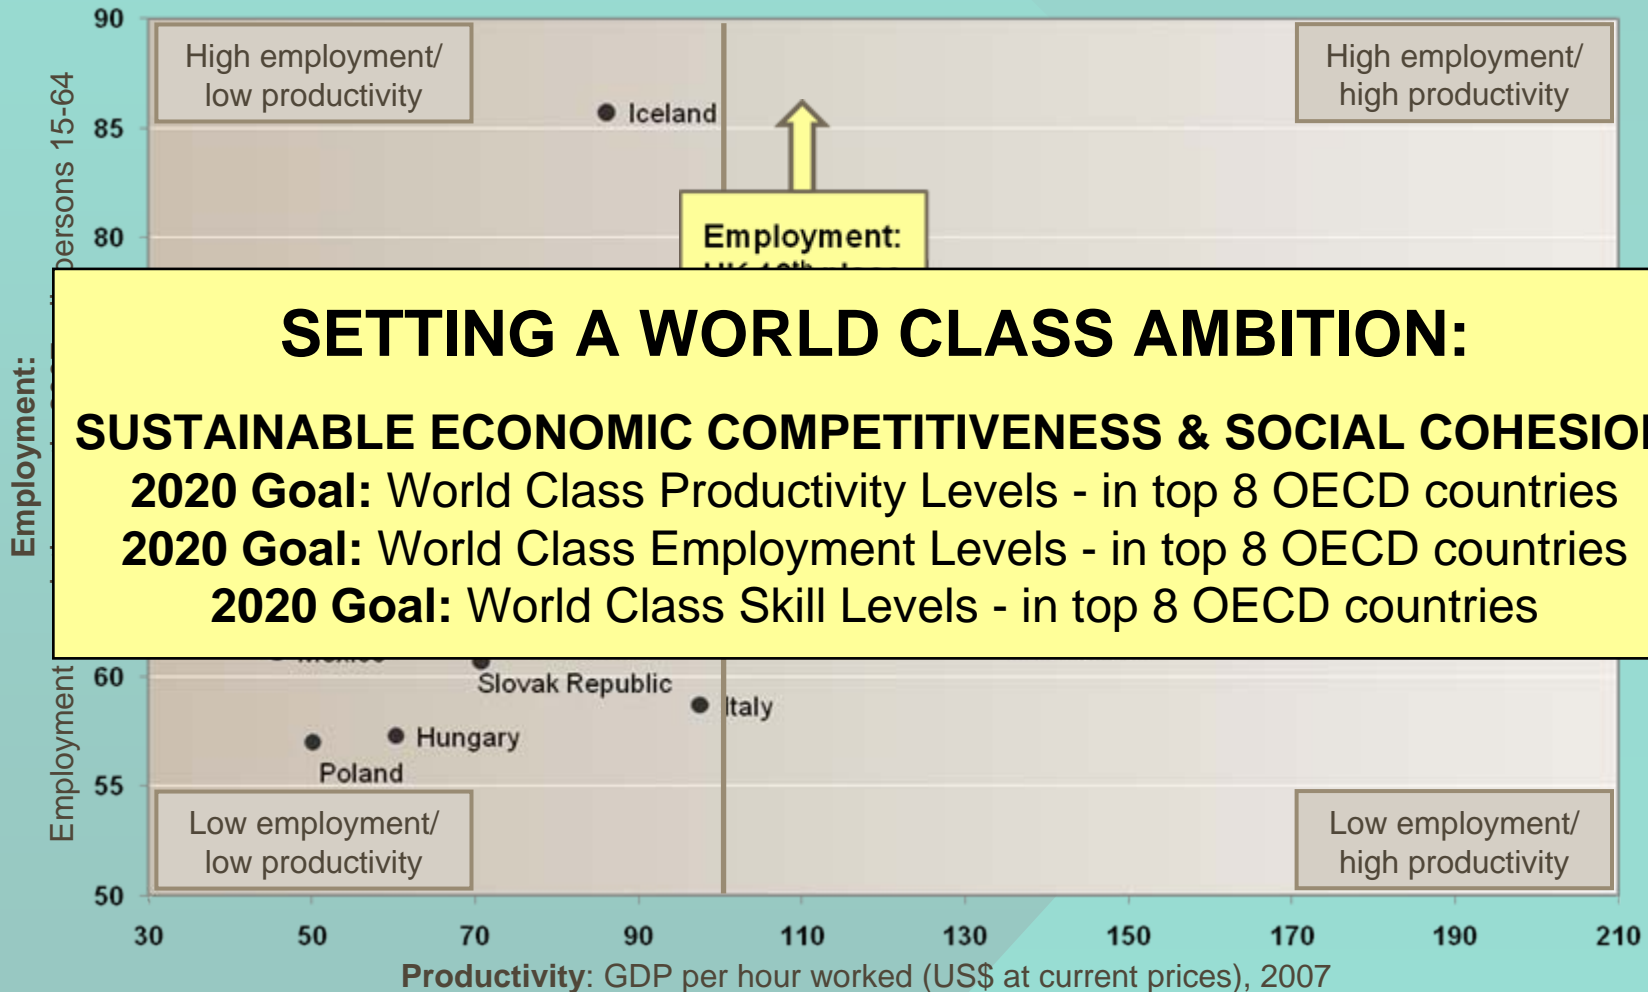 90
High employment/
low productivity
High employment/
high productivity
Iceland
85
80
Employment:
SETTING A WORLD CLASS AMBITION:
SUSTAINABLE ECONOMIC COMPETITIVENESS & SOCIAL
2020 Goal: World Class Productivity Levels - in top 8 OECD countries
2020 Goal: World Class Employment Levels - in top 8 OECD countries
2020 Goal: World Class Skill Levels - in top 8 OECD countries
Employment:
Employment
15-64
60
Slovak Republic
Italy
Hungary
Poland
55
Low employment/
low productivity
Low employment/
high productivity
50
30 50 70 90 110 130 150 170 190 210
Productivity: GDP per hour worked (US$ at current prices), 2007